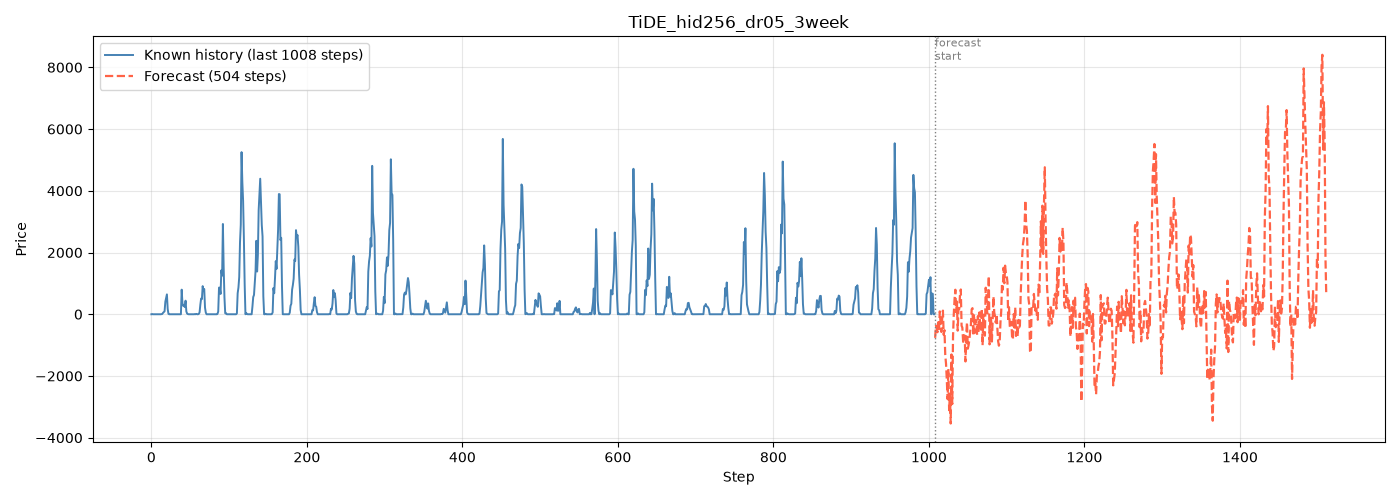 TiDE_hid256_dr05_3week
Known history (last 1008 steps)
Forecast (504 steps)
forecast
start
Price
8000
6000
4000
2000
0
−2000
−4000
0 200 400 600 800 1000 1200 1400
Step